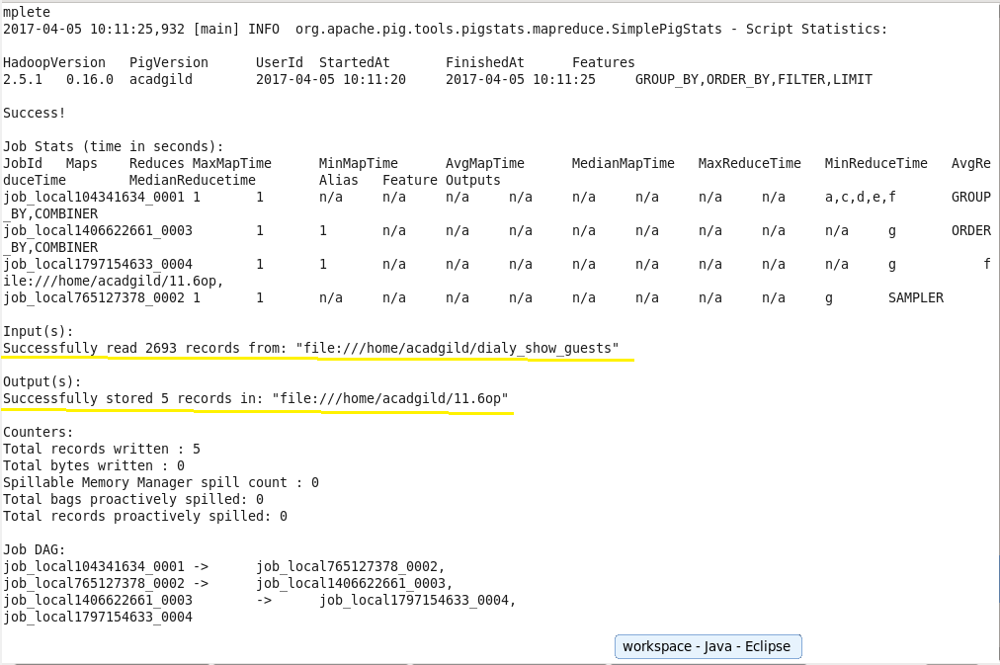 mplete
2017-04-05 10:11:25,932 [main] INFO  org.apache.pig.tools.pigstats.mapreduce.SimplePigStats - Script Statistics:
HadoopVersion   PigVersion      UserId  StartedAt       FinishedAt      Features
2.5.1   0.16.0  acadgild        2017-04-05 10:11:20     2017-04-05 10:11:25     GROUP_BY,ORDER_BY,FILTER,LIMIT
Success!
Job Stats (time in seconds):
JobId   Maps    Reduces MaxMapTime      MinMapTime      AvgMapTime      MedianMapTime   MaxReduceTime   MinReduceTime   AvgRe
duceTime        MedianReducetime        Alias   Feature Outputs
job_local104341634_0001 1       1       n/a     n/a     n/a     n/a     n/a     n/a     n/a     n/a     a,c,d,e,f       GROUP
_BY,COMBINER
job_local1406622661_0003        1       1       n/a     n/a     n/a     n/a     n/a     n/a     n/a     n/a     g       ORDER
_BY,COMBINER
job_local1797154633_0004        1       1       n/a     n/a     n/a     n/a     n/a     n/a     n/a     n/a     g           f
ile:///home/acadgild/11.6op,
job_local765127378_0002 1       1       n/a     n/a     n/a     n/a     n/a     n/a     n/a     n/a     g       SAMPLER
Input(s):
Successfully read 2693 records from: "file:///home/acadgild/dialy_show_guests"
Output(s):
Successfully stored 5 records in: "file:///home/acadgild/11.6op"
Counters:
Total records written : 5
Total bytes written : 0
Spillable Memory Manager spill count : 0
Total bags proactively spilled: 0
Total records proactively spilled: 0
Job DAG:
job_local104341634_0001 ->      job_local765127378_0002,
job_local765127378_0002 ->      job_local1406622661_0003,
job_local1406622661_0003        ->      job_local1797154633_0004,
job_local1797154633_0004
workspace - Java - Eclipse